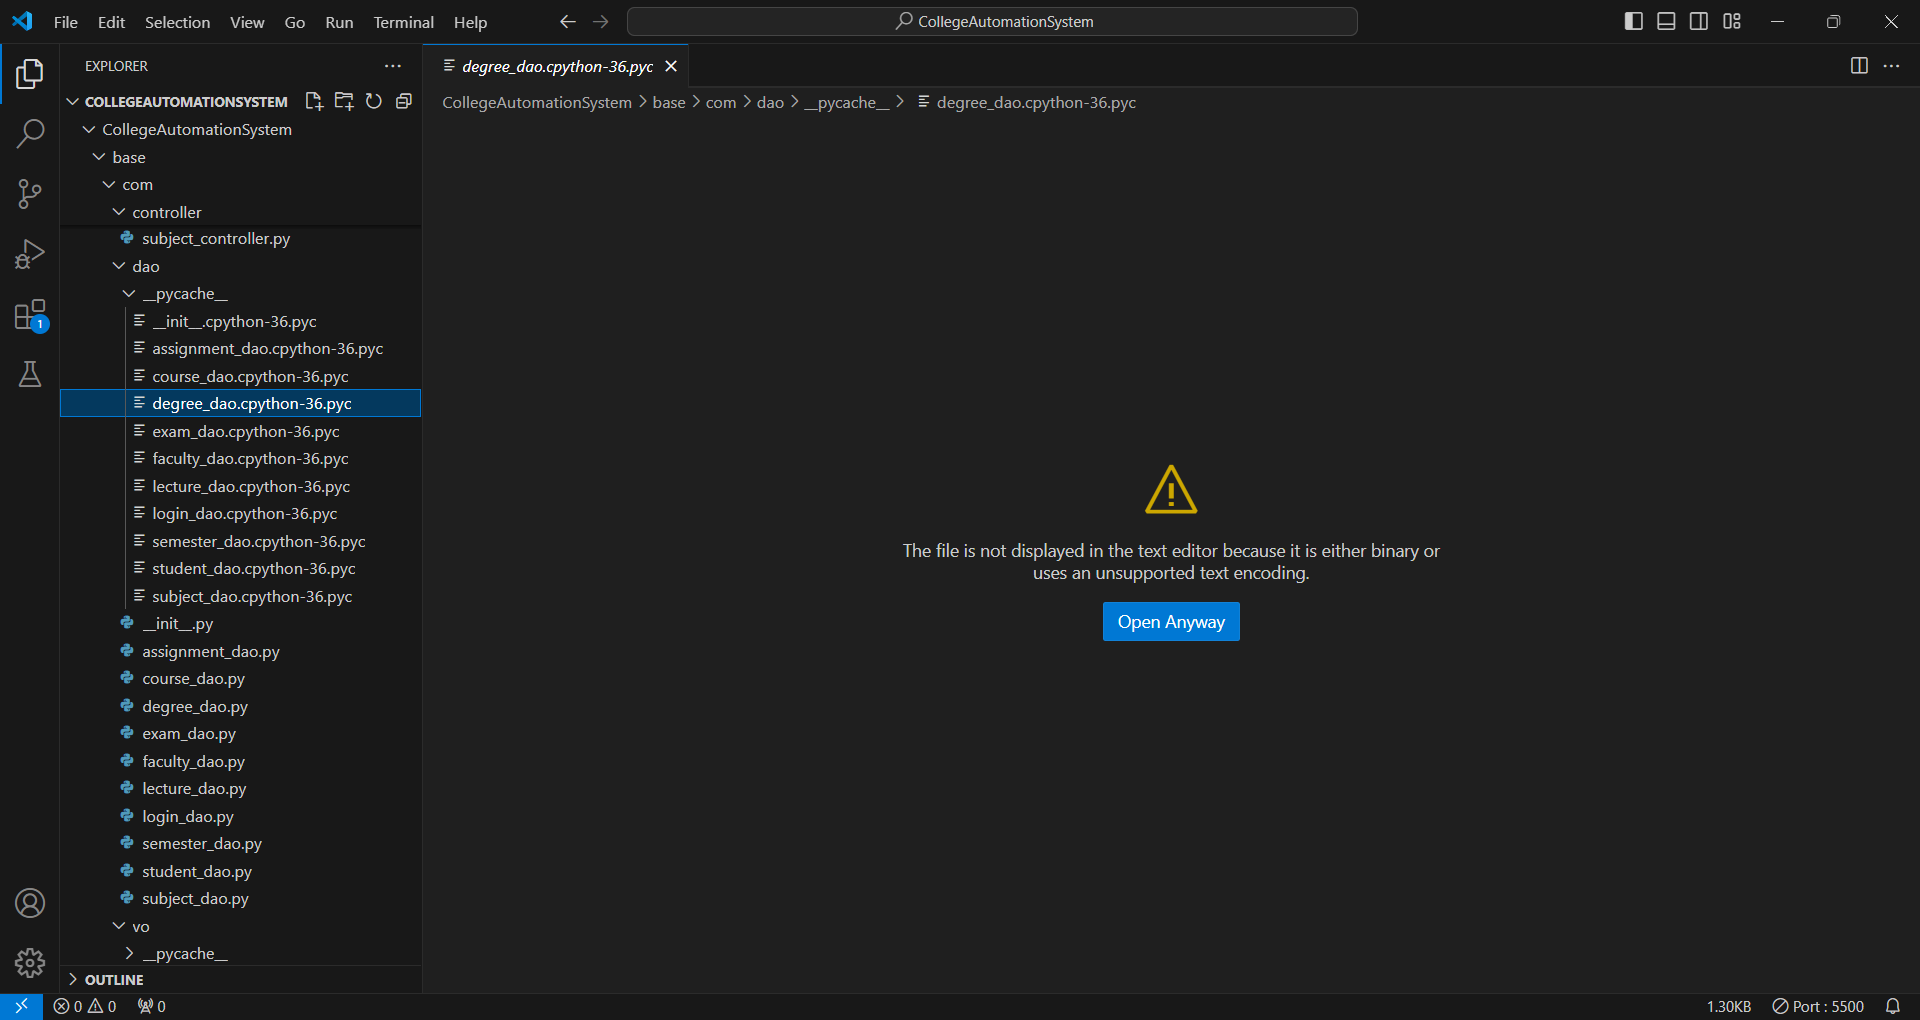 File Edit Selection View Go Run Terminal Help
CollegeAutomationSystem
EXPLORER
COLLEGEAUTOMATIONSYSTEM
CollegeAutomationSystem
base
com
controller
subject_controller.py
dao
__pycache__
__init__.cpython-36.pyc
assignment_dao.cpython-36.pyc
course_dao.cpython-36.pyc
degree_dao.cpython-36.pyc
exam_dao.cpython-36.pyc
faculty_dao.cpython-36.pyc
lecture_dao.cpython-36.pyc
login_dao.cpython-36.pyc
semester_dao.cpython-36.pyc
student_dao.cpython-36.pyc
subject_dao.cpython-36.pyc
__init__.py
assignment_dao.py
course_dao.py
degree_dao.py
exam_dao.py
faculty_dao.py
lecture_dao.py
login_dao.py
semester_dao.py
student_dao.py
subject_dao.py
vo
__pycache__
OUTLINE
1
degree_dao.cpython-36.pyc
CollegeAutomationSystem > base > com > dao > __pycache__ > degree_dao.cpython-36.pyc
The file is not displayed in the text editor because it is either binary or
uses an unsupported text encoding.
Open Anyway
0 0 0
1.30KB Port : 5500